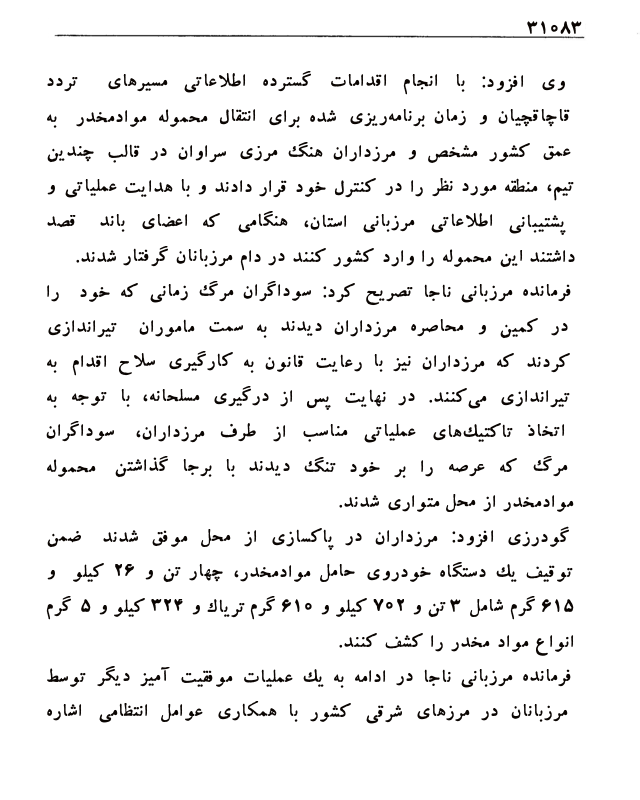 ۳۱۰۸۳
وی افزود: با انجام اقدامات گسترده اطلاعاتی مسیرهای تردد
قاچاقچیان و زمان برنامه‌ریزی شده برای انتقال محموله موادمخدر به
عمق کشور مشخص و مرزداران هنگ مرزی سراوان در قالب چندین
تیم، منطقه مورد نظر را در کنترل خود قرار دادند و با هدایت عملیاتی و
پشتیبانی اطلاعاتی مرزبانی استان، هنگامی که اعضای باند قصد
داشتند این محموله را وارد کشور کنند در دام مرزبانان گرفتار شدند.
فرمانده مرزبانی ناجا تصریح کرد: سوداگران مرگ زمانی که خود را
در کمین و محاصره مرزداران دیدند به سمت ماموران تیراندازی
کردند که مرزداران نیز با رعایت قانون به کارگیری سلاح اقدام به
تیراندازی می‌کنند. در نهایت پس از درگیری مسلحانه، با توجه به
اتخاذ تاکتیک‌های عملیاتی مناسب از طرف مرزداران، سوداگران
مرگ که عرصه را بر خود تنگ دیدند با برجا گذاشتن محموله
موادمخدر از محل متواری شدند.
گودرزی افزود: مرزداران در پاکسازی از محل موفق شدند ضمن
توقیف یك دستگاه خودروی حامل موادمخدر، چهار تن و ۲۶ کیلو و
۶۱۵ گرم شامل ۳ تن و ۷۰۲ کیلو و ۶۱۰ گرم تریاك و ۳۲۴ کیلو و ۵ گرم
انواع مواد مخدر را کشف کنند.
فرمانده مرزبانی ناجا در ادامه به یك عملیات موفقیت آمیز دیگر توسط
مرزبانان در مرزهای شرقی کشور با همکاری عوامل انتظامی اشاره